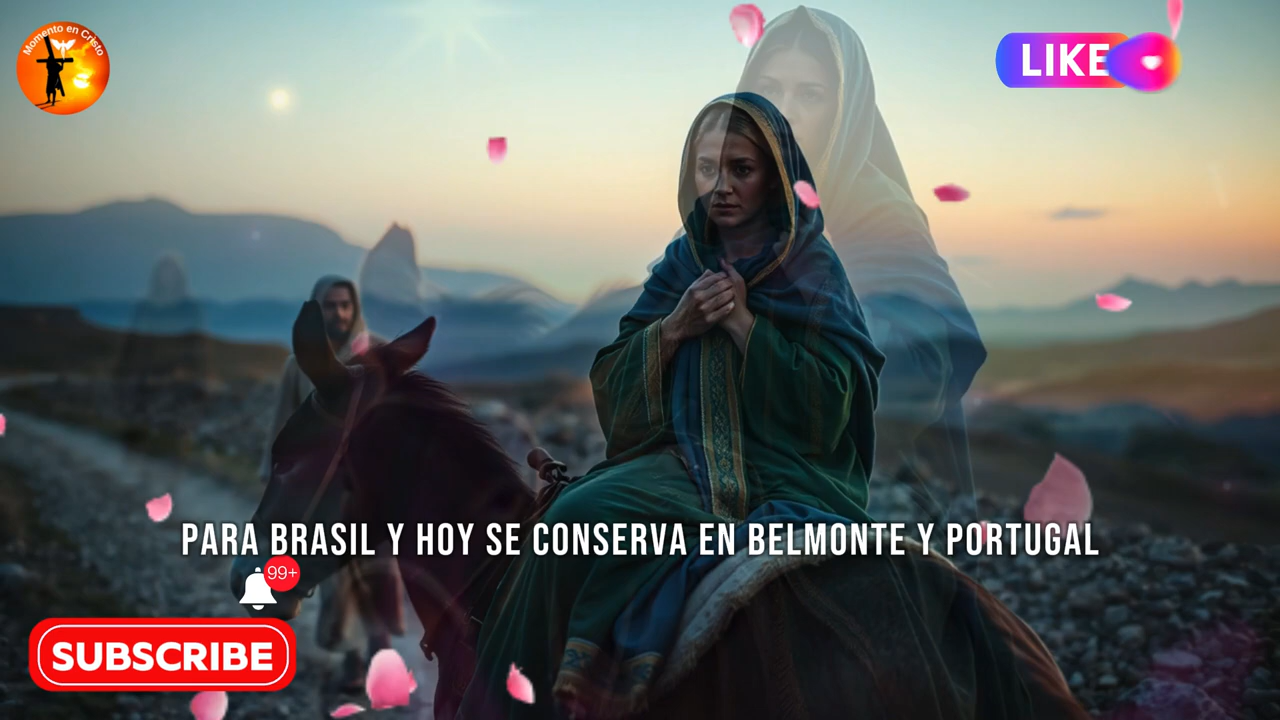 Momento en Cristo
LIKE
PARA BRASIL Y HOY SE CONSERVA EN BELMONTE Y PORTUGAL
99+
SUBSCRIBE